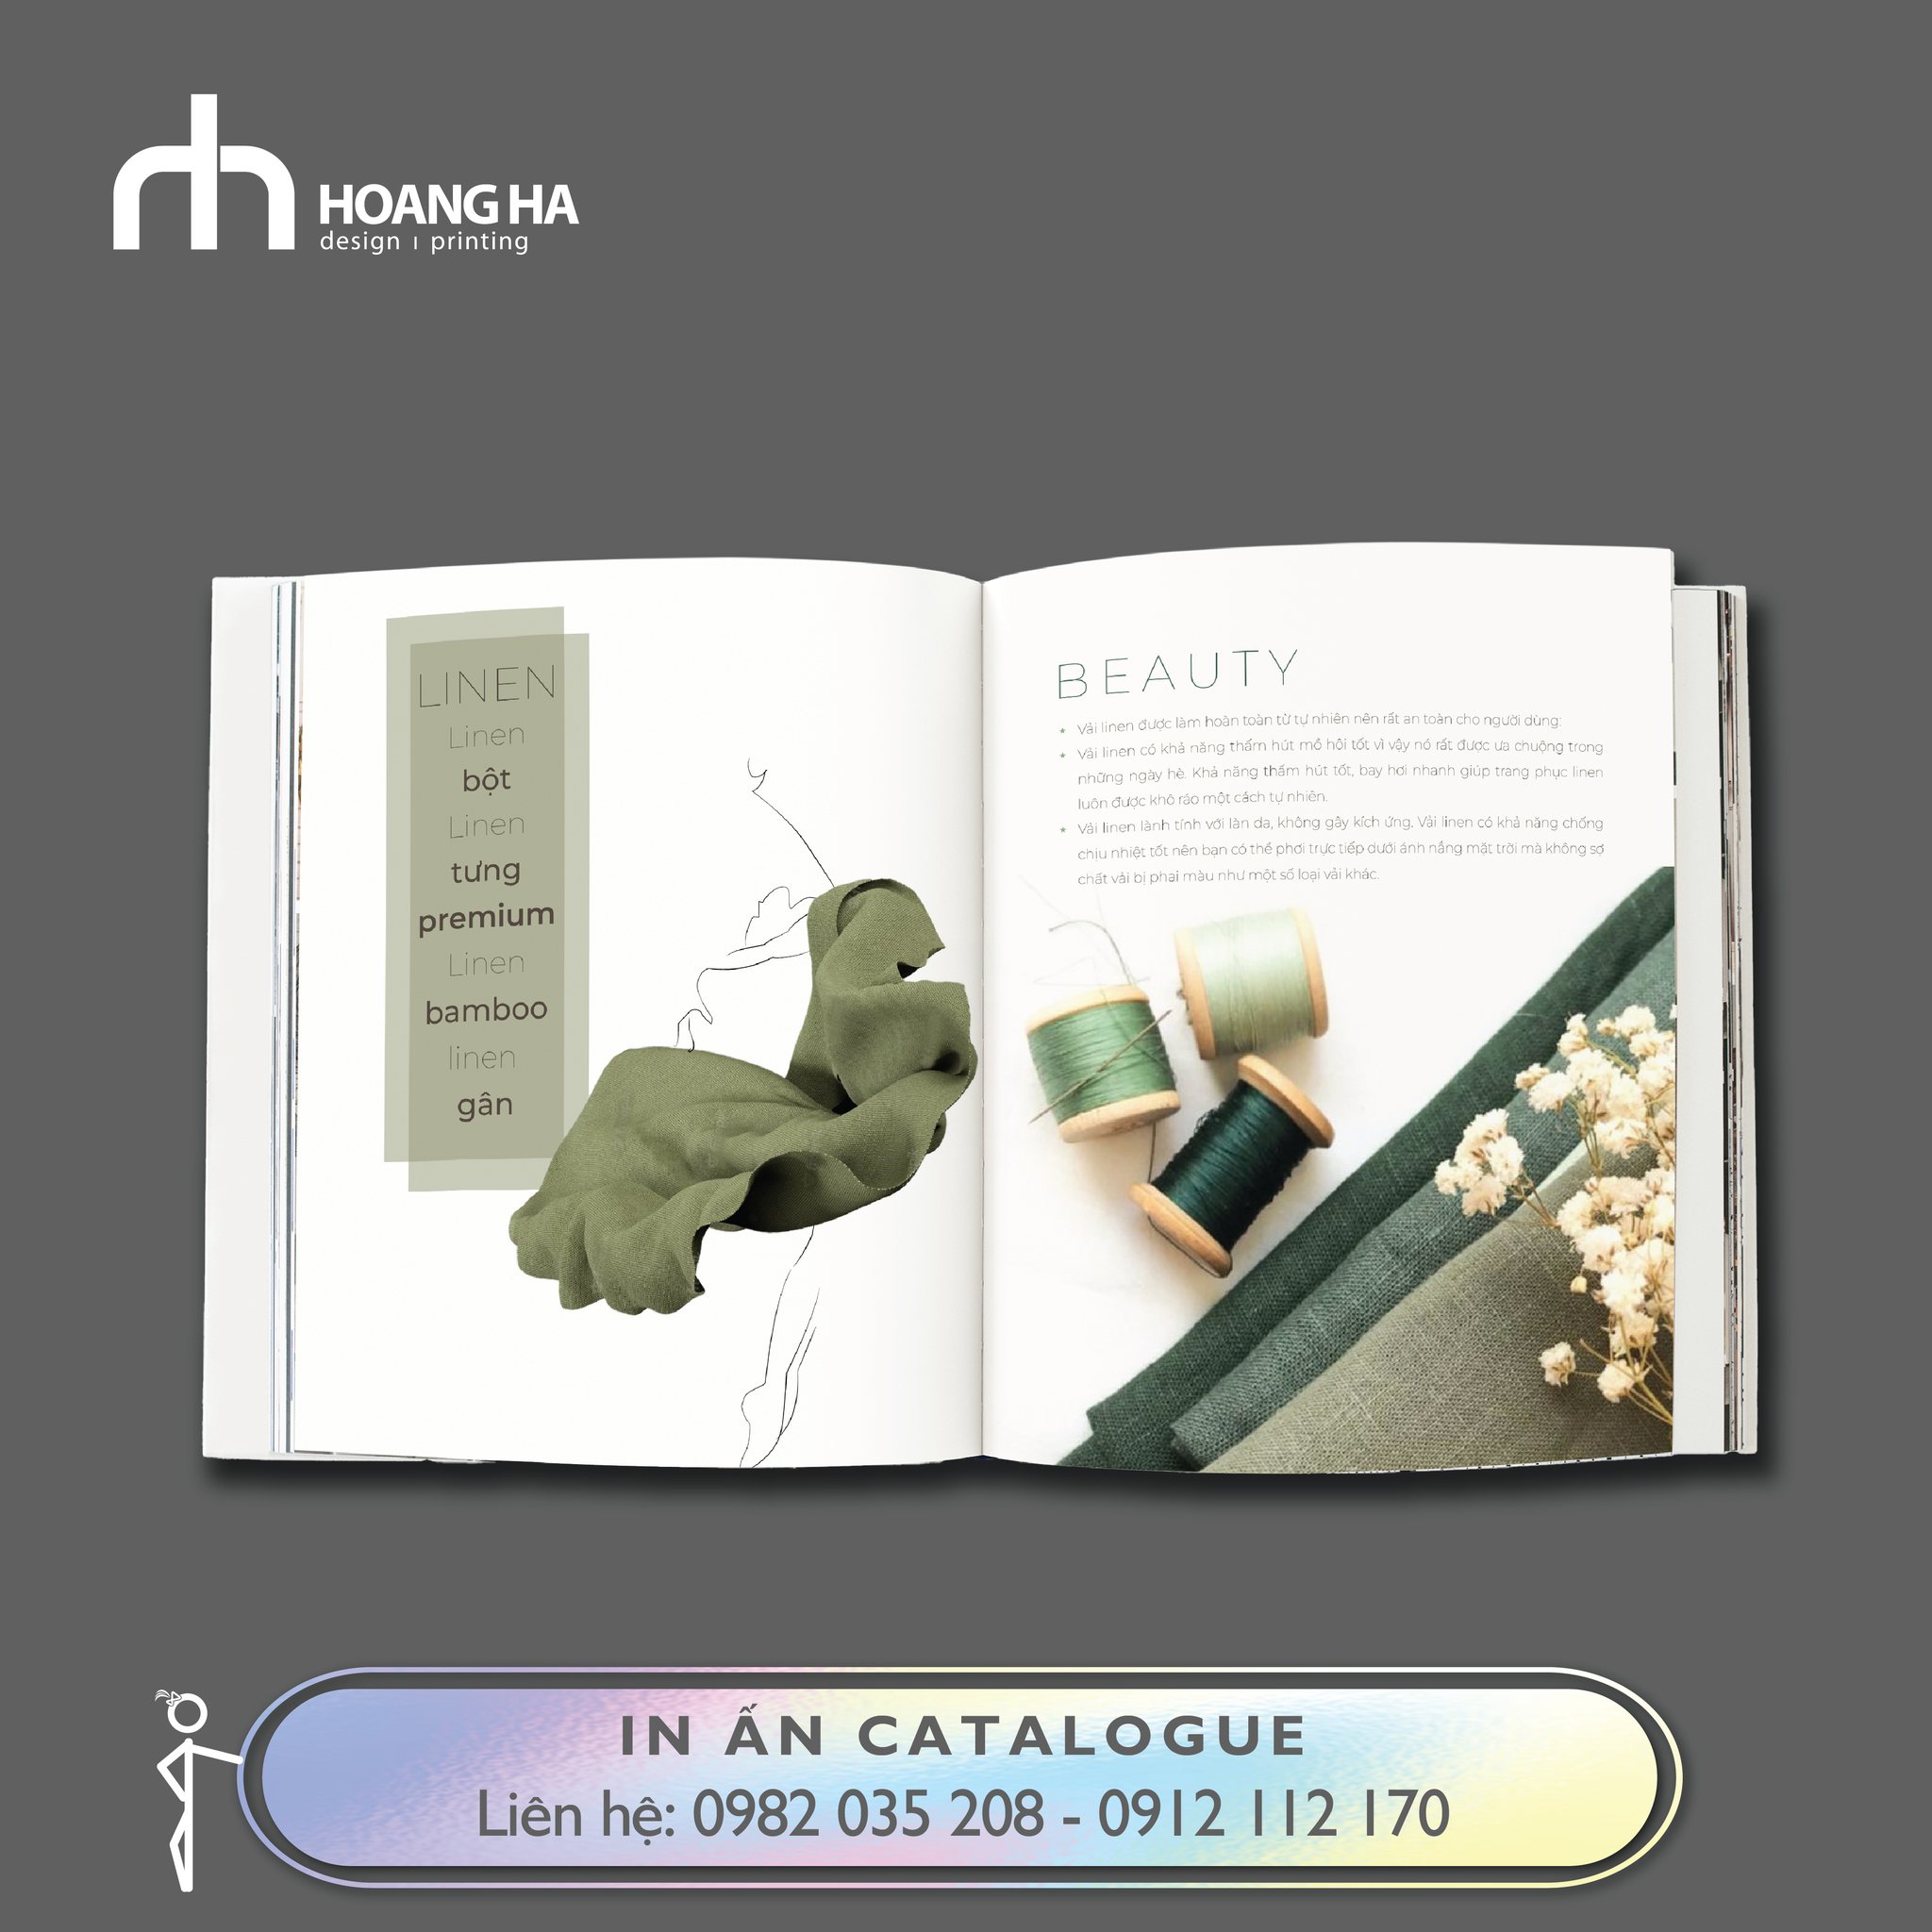 HOANG HA
design | printing
LINEN
Linen
bột
Linen
tưng
premium
Linen
bamboo
linen
gân
BEAUTY
Vải linen được làm hoàn toàn từ tự nhiên nên rất an toàn cho người dùng:
Vải linen có khả năng thấm hút mồ hôi tốt vì vậy nó rất được ưa chuộng trong
những ngày hè. Khả năng thấm hút tốt, bay hơi nhanh giúp trang phục linen
luôn được khô ráo một cách tự nhiên.
Vải linen lành tính với làn da, không gây kích ứng. Vải linen có khả năng chống
chịu nhiệt tốt nên bạn có thể phơi trực tiếp dưới ánh nắng mặt trời mà không sợ
chất vải bị phai màu như một số loại vải khác.
IN ẤN CATALOGUE
Liên hệ: 0982 035 208 - 0912 112 170